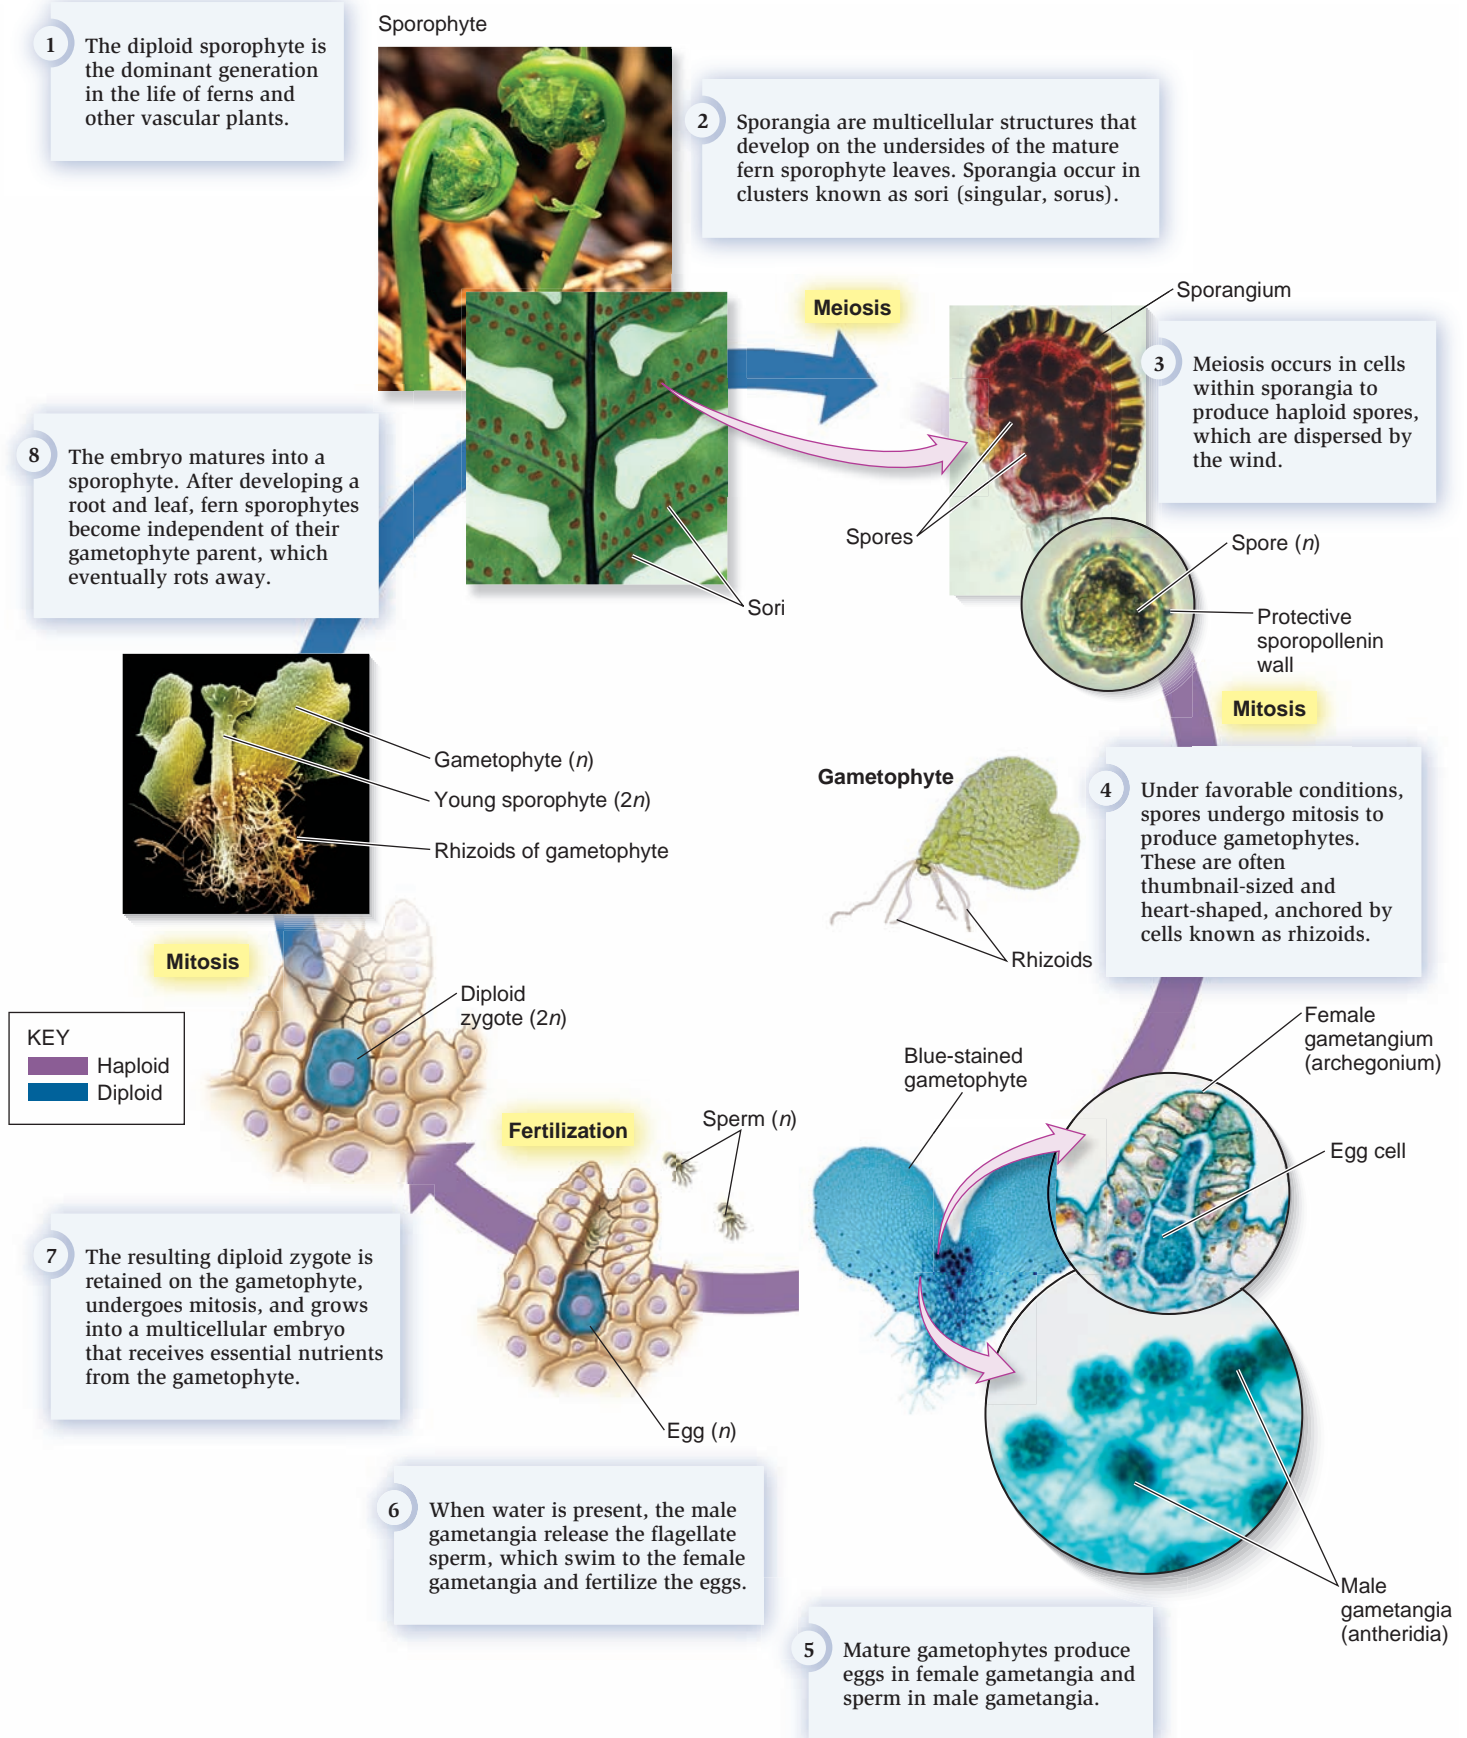 Sporophyte
1
The diploid sporophyte is
the dominant generation
in the life of ferns and
other vascular plants.
2
Sporangia are multicellular structures that
develop on the undersides of the mature
fern sporophyte leaves. Sporangia occur in
clusters known as sori (singular, sorus).
Meiosis
Sporangium
3
Meiosis occurs in cells
within sporangia to
produce haploid spores,
which are dispersed by
the wind.
Spores
Sori
Spore (n)
Protective
sporopollenin
wall
Mitosis
8
The embryo matures into a
sporophyte. After developing a
root and leaf, fern sporophytes
become independent of their
gametophyte parent, which
eventually rots away.
Gametophyte (n)
Young sporophyte (2n)
Rhizoids of gametophyte
Gametophyte
Rhizoids
4
Under favorable conditions,
spores undergo mitosis to
produce gametophytes.
These are often
thumbnail-sized and
heart-shaped, anchored by
cells known as rhizoids.
Mitosis
Diploid
zygote (2n)
KEY
Haploid
Diploid
Fertilization
Sperm (n)
Blue-stained
gametophyte
Female
gametangium
(archegonium)
Egg cell
7
The resulting diploid zygote is
retained on the gametophyte,
undergoes mitosis, and grows
into a multicellular embryo
that receives essential nutrients
from the gametophyte.
Egg (n)
6
When water is present, the male
gametangia release the flagellate
sperm, which swim to the female
gametangia and fertilize the eggs.
Male
gametangia
(antheridia)
5
Mature gametophytes produce
eggs in female gametangia and
sperm in male gametangia.